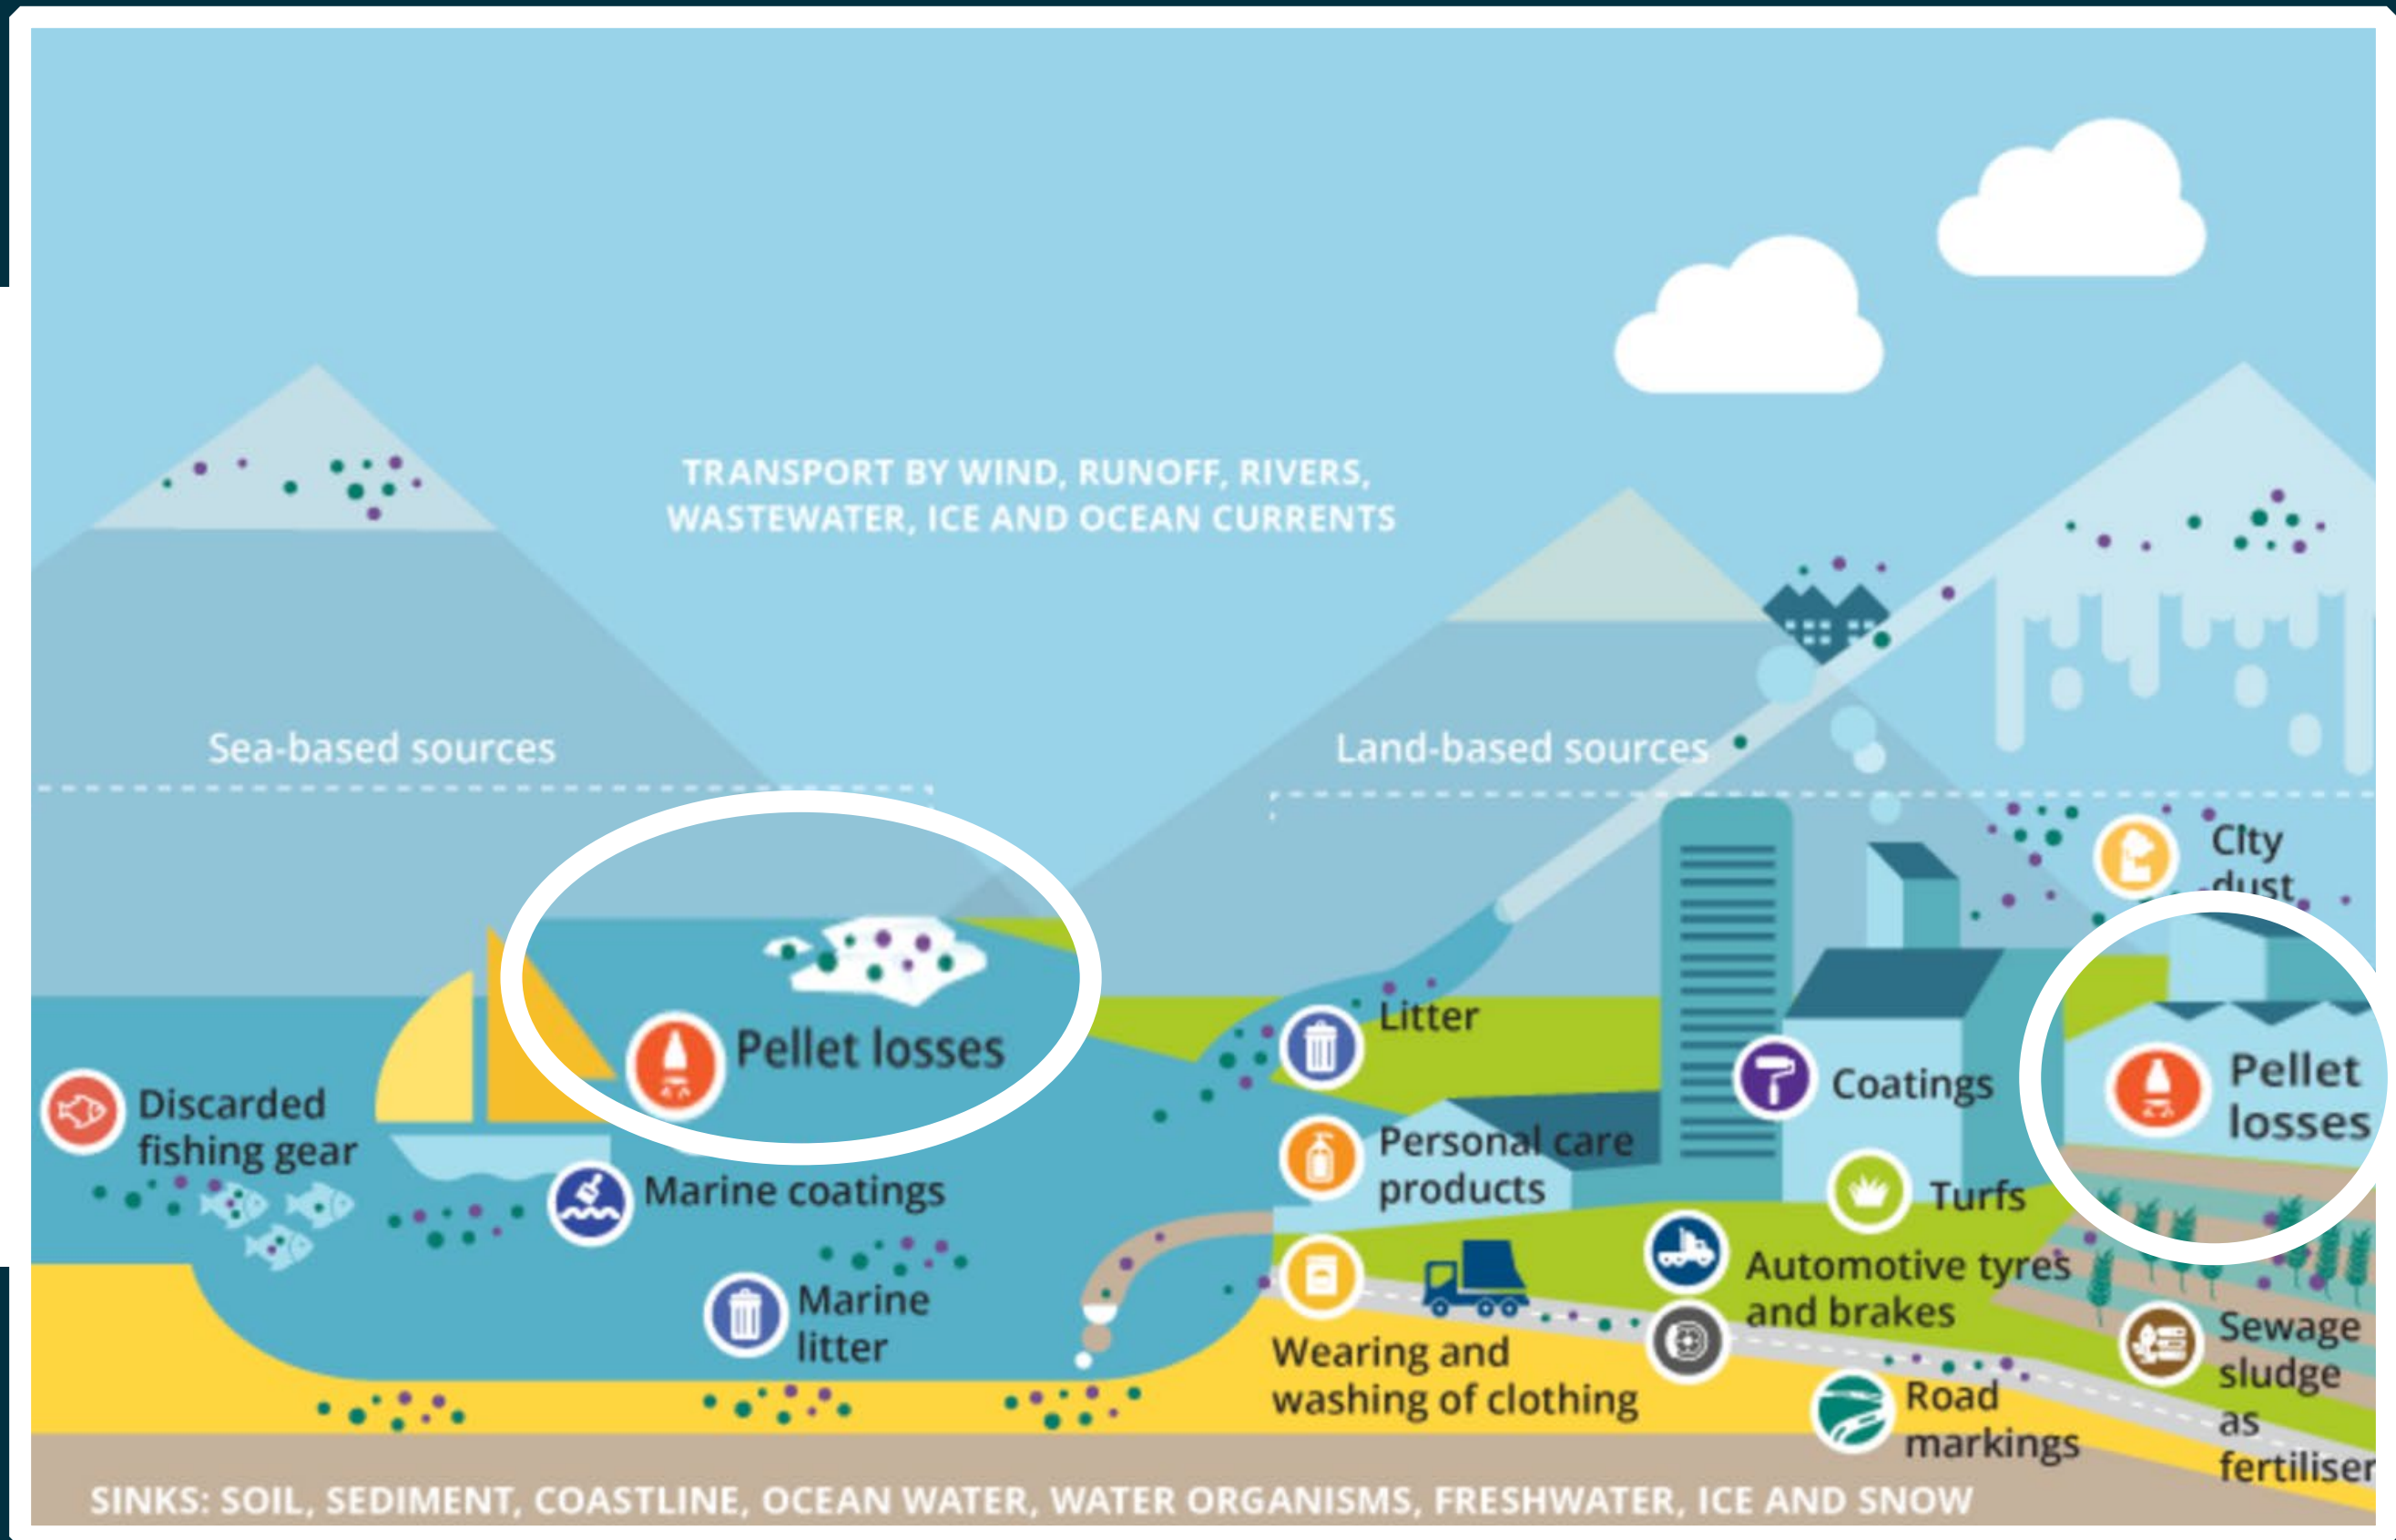 TRANSPORT BY WIND, RUNOFF, RIVERS,
WASTEWATER, ICE AND OCEAN CURRENTS
Sea-based sources
Land-based sources
City
dust
Pellet losses
Discarded
fishing gear
Marine coatings
Marine
litter
Litter
Personal care
products
Wearing and
washing of clothing
Coatings
Turfs
Automotive tyres
and brakes
Road
markings
Pellet
losses
Sewage
sludge
as
fertiliser
SINKS: SOIL, SEDIMENT, COASTLINE, OCEAN WATER, WATER ORGANISMS, FRESHWATER, ICE AND SNOW